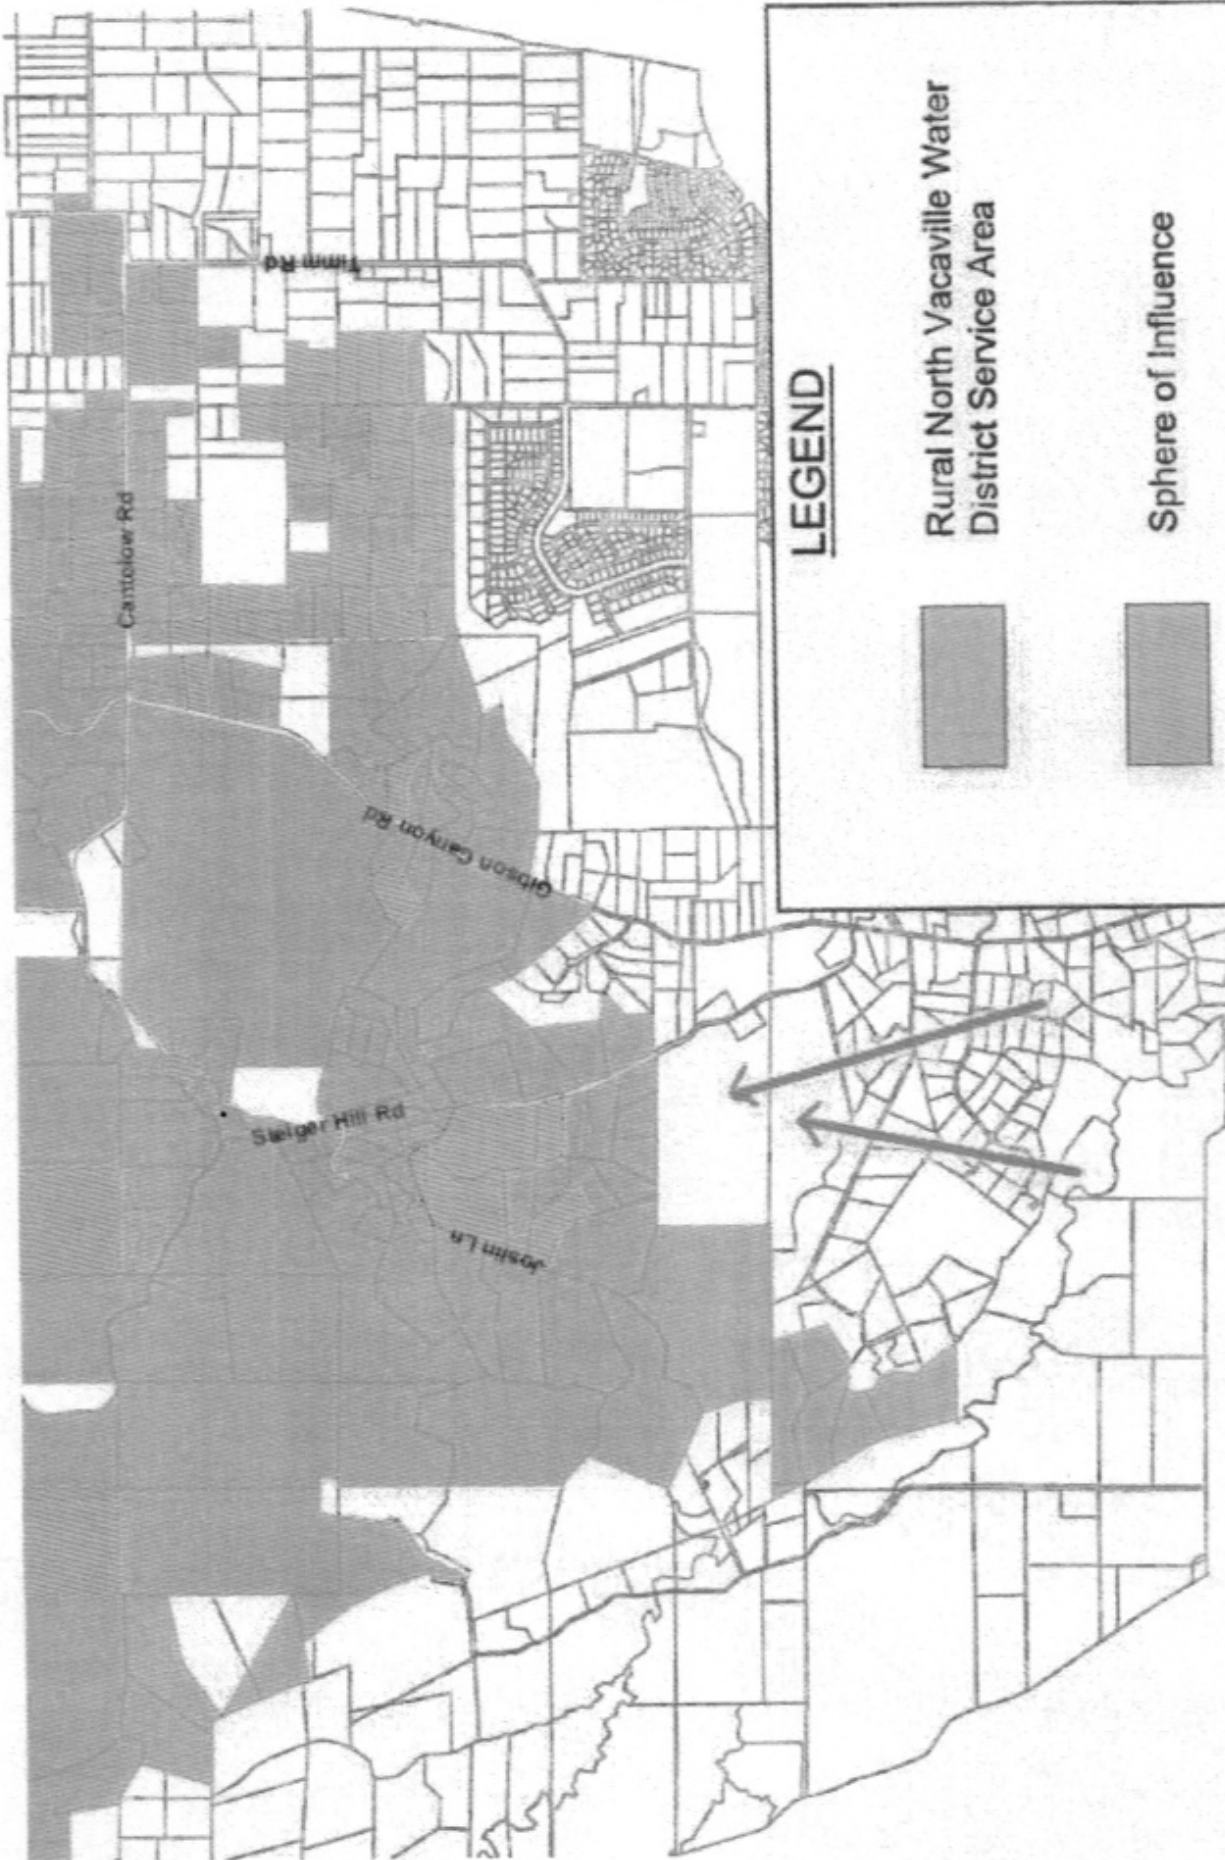 Timm Rd
Cantelow Rd
Gibson Canyon Rd
Steiger Hill Rd
Joslin Ln
LEGEND
Rural North Vacaville Water
District Service Area
Sphere of Influence